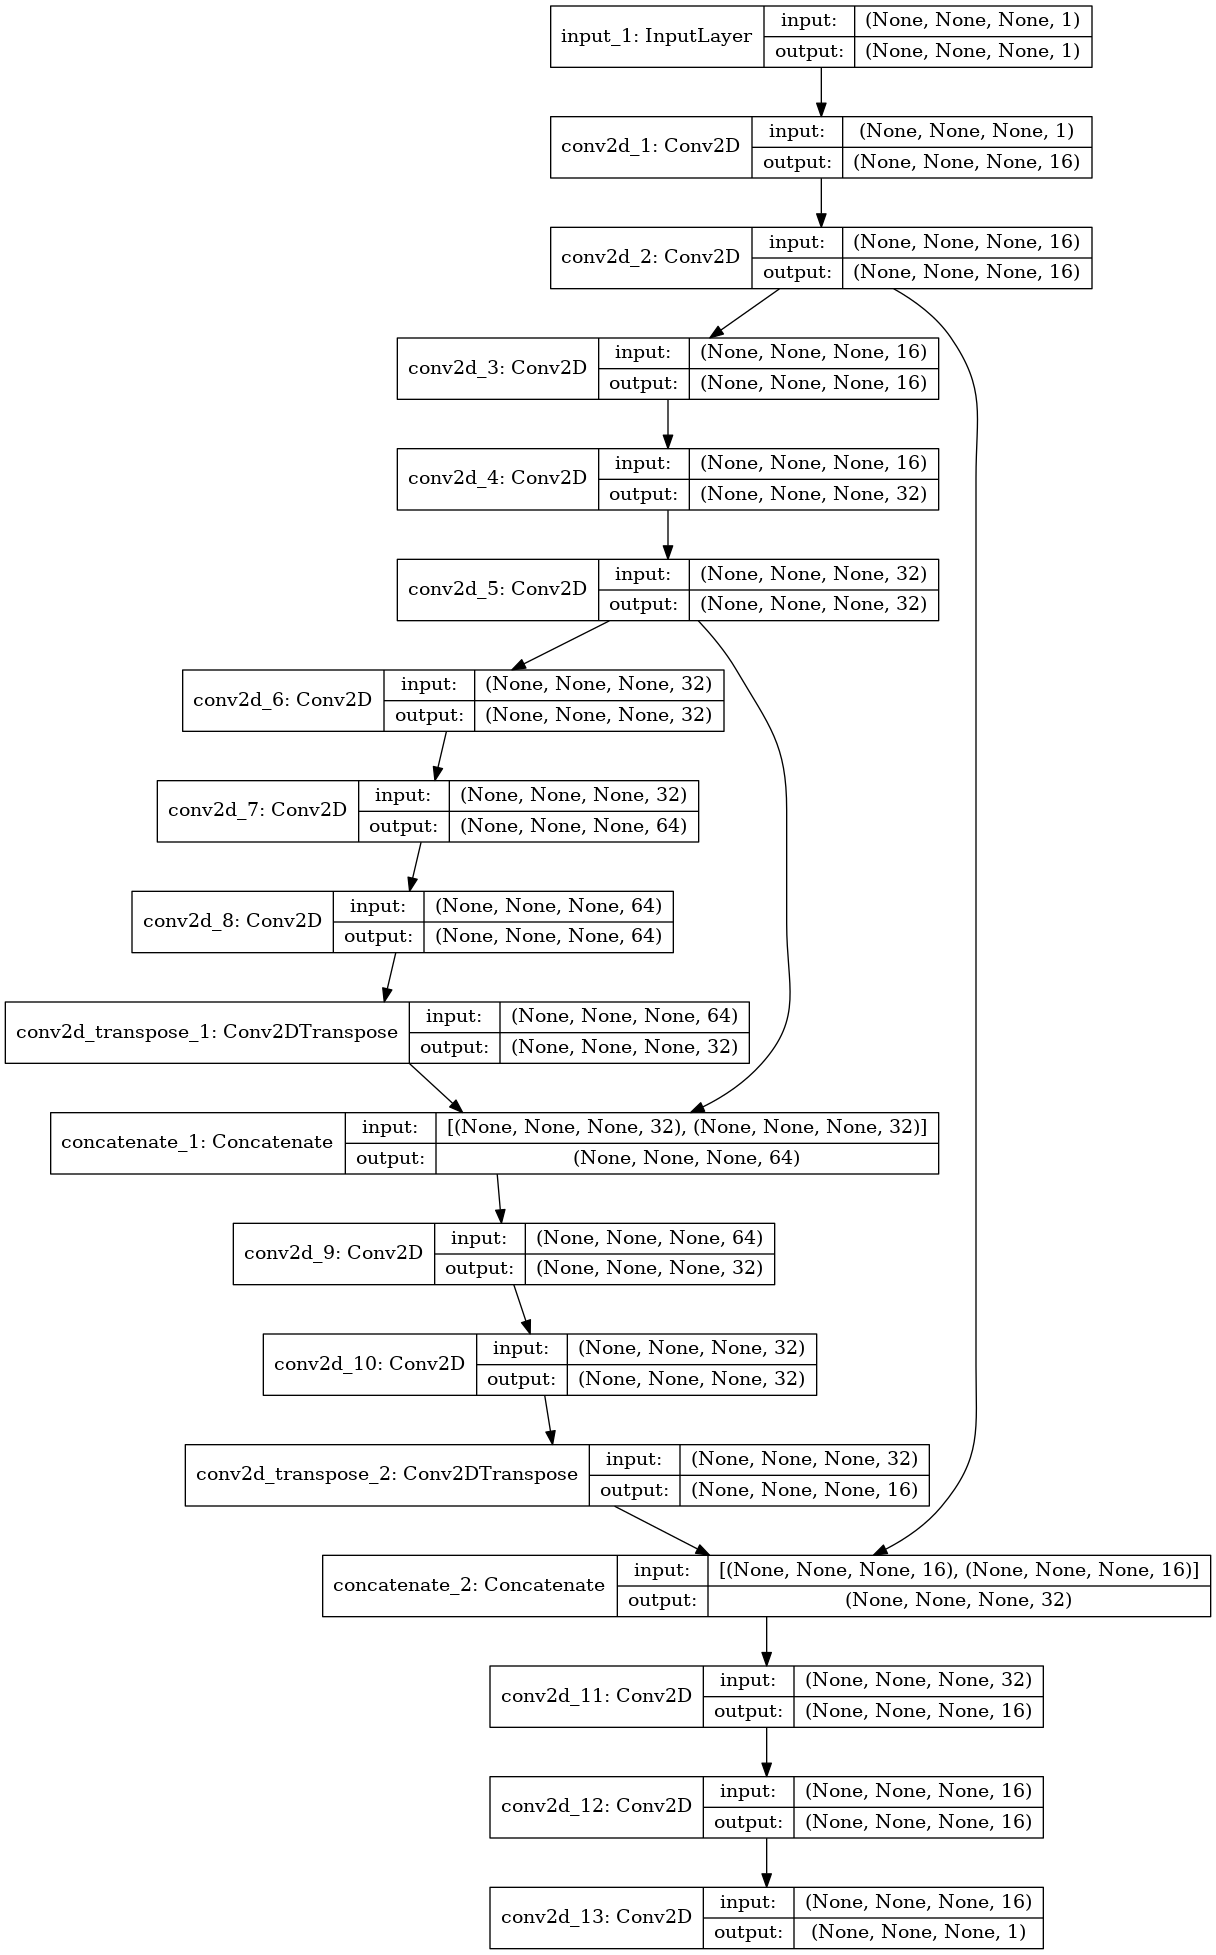 input_1: InputLayer
input: (None, None, None, 1)
output: (None, None, None, 1)
conv2d_1: Conv2D
input: (None, None, None, 1)
output: (None, None, None, 16)
conv2d_2: Conv2D
input: (None, None, None, 16)
output: (None, None, None, 16)
conv2d_3: Conv2D
input: (None, None, None, 16)
output: (None, None, None, 16)
conv2d_4: Conv2D
input: (None, None, None, 16)
output: (None, None, None, 32)
conv2d_5: Conv2D
input: (None, None, None, 32)
output: (None, None, None, 32)
conv2d_6: Conv2D
input: (None, None, None, 32)
output: (None, None, None, 32)
conv2d_7: Conv2D
input: (None, None, None, 32)
output: (None, None, None, 64)
conv2d_8: Conv2D
input: (None, None, None, 64)
output: (None, None, None, 64)
conv2d_transpose_1: Conv2DTranspose
input: (None, None, None, 64)
output: (None, None, None, 32)
concatenate_1: Concatenate
input: [(None, None, None, 32), (None, None, None, 32)]
output: (None, None, None, 64)
conv2d_9: Conv2D
input: (None, None, None, 64)
output: (None, None, None, 32)
conv2d_10: Conv2D
input: (None, None, None, 32)
output: (None, None, None, 32)
conv2d_transpose_2: Conv2DTranspose
input: (None, None, None, 32)
output: (None, None, None, 16)
concatenate_2: Concatenate
input: [(None, None, None, 16), (None, None, None, 16)]
output: (None, None, None, 32)
conv2d_11: Conv2D
input: (None, None, None, 32)
output: (None, None, None, 16)
conv2d_12: Conv2D
input: (None, None, None, 16)
output: (None, None, None, 16)
conv2d_13: Conv2D
input: (None, None, None, 16)
output: (None, None, None, 1)